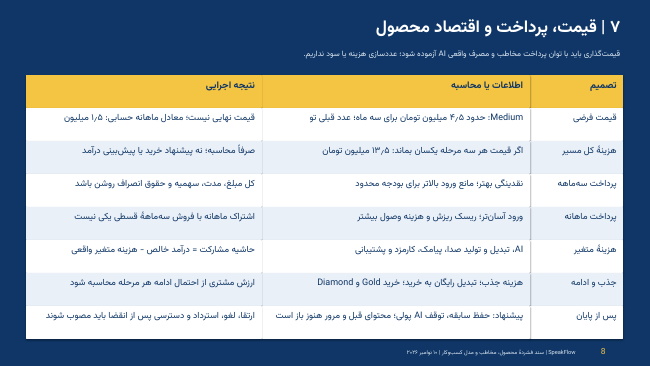 ۷ | قیمت، پرداخت و اقتصاد محصول
قیمت‌گذاری باید با توان پرداخت مخاطب و مصرف واقعی AI آزموده شود؛ عددسازی هزینه یا سود نداریم.
تصمیم	اطلاعات یا محاسبه	نتیجه اجرایی
قیمت فرضی	Medium: حدود ۴٫۵ میلیون تومان برای سه ماه؛ عدد قبلی تو	قیمت نهایی نیست؛ معادل ماهانه حسابی: ۱٫۵ میلیون
هزینهٔ کل مسیر	اگر قیمت هر سه مرحله یکسان بماند: ۱۳٫۵ میلیون تومان	صرفاً محاسبه؛ نه پیشنهاد خرید یا پیش‌بینی درآمد
پرداخت سه‌ماهه	نقدینگی بهتر؛ مانع ورود بالاتر برای بودجه محدود	کل مبلغ، مدت، سهمیه و حقوق انصراف روشن باشد
پرداخت ماهانه	ورود آسان‌تر؛ ریسک ریزش و هزینه وصول بیشتر	اشتراک ماهانه با فروش سه‌ماههٔ قسطی یکی نیست
هزینهٔ متغیر	AI، تبدیل و تولید صدا، پیامک، کارمزد و پشتیبانی	حاشیه مشارکت = درآمد خالص - هزینه متغیر واقعی
جذب و ادامه	هزینه جذب؛ تبدیل رایگان به خرید؛ خرید Gold و Diamond	ارزش مشتری از احتمال ادامه هر مرحله محاسبه شود
پس از پایان	پیشنهاد: حفظ سابقه، توقف AI پولی؛ محتوای قبل و مرور هنوز باز است	ارتقا، لغو، استرداد و دسترسی پس از انقضا باید مصوب شوند
SpeakFlow | سند فشردهٔ محصول، مخاطب و مدل کسب‌وکار | ۱۰ نوامبر ۲۰۲۶
8